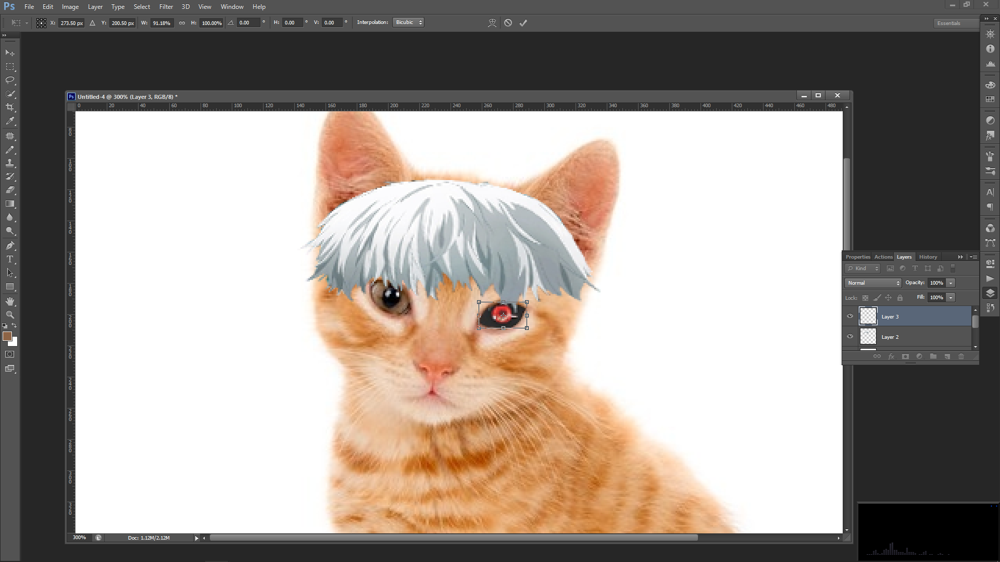 Ps File Edit Image Layer Type Select Filter 3D View Window Help
X: 273.50 px Y: 200.50 px W: 91.18% H: 100.00% 0.00 ° H: 0.00 ° V: 0.00 ° Interpolation: Bicubic Essentials
Ps Untitled-4 @ 300% (Layer 3, RGB/8) *
0 20 40 60 80 100 120 140 160 180 200 220 240 260 280 300 320 340 360 400 420 440 460 480
80
100
120
140
160
180
200
220
240
260
280
300
320
Properties Actions Layers History
Kind
Normal Opacity: 100%
Lock: Fill: 100%
Layer 3
Layer 2
fx
300% Doc: 1.12M/2.12M